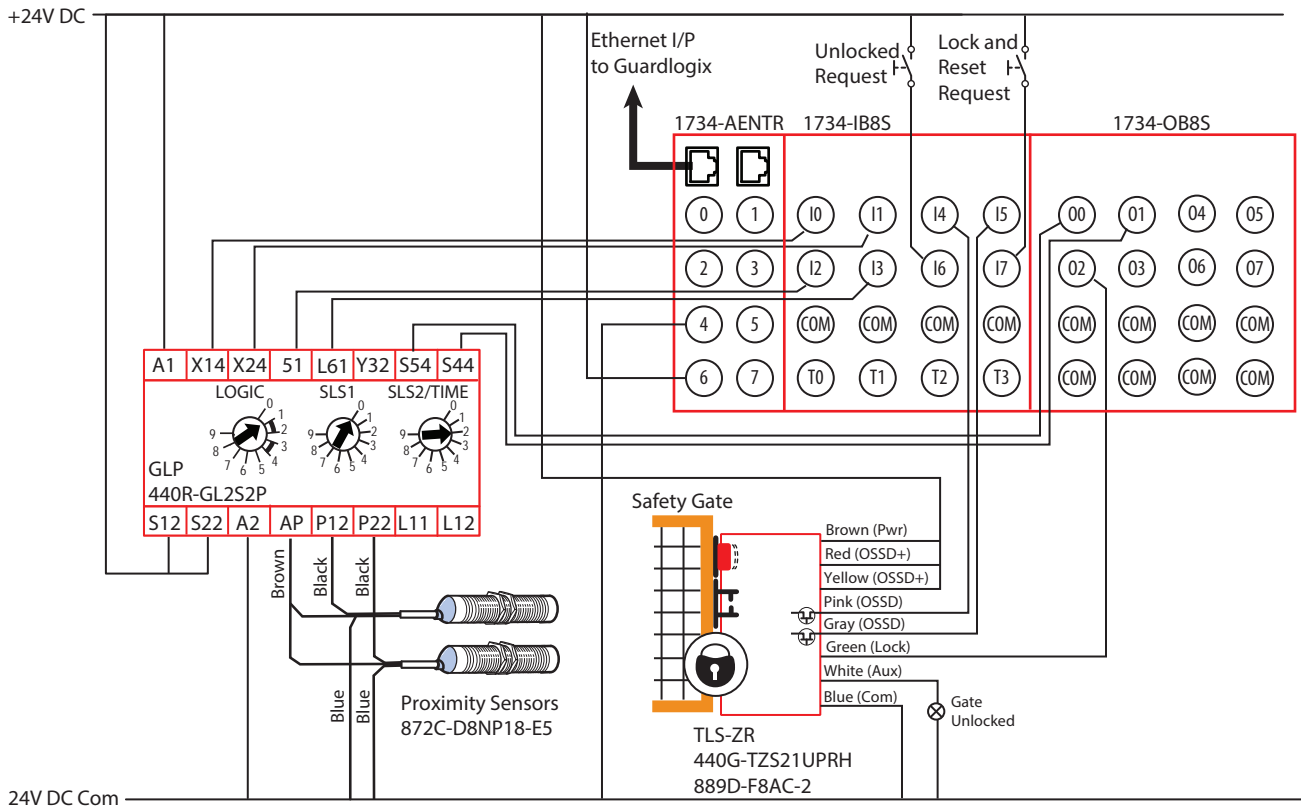 +24V DC
Ethernet I/P
to Guardlogix
Unlocked
Request
Lock and
Reset
Request
1734-AENTR 1734-IB8S 1734-OB8S
0 1 I0 I1 I4 I5 O0 O1 O4 O5
2 3 I2 I3 I6 I7 O2 O3 O6 O7
4 5 COM COM COM COM COM COM COM COM
6 7 T0 T1 T2 T3 COM COM COM COM
A1 X14 X24 51 L61 Y32 S54 S44
LOGIC SLS1 SLS2/TIME
0 1 2 3 4 5 6 7 8 9
0 1 2 3 4 5 6 7 8 9
0 1 2 3 4 5 6 7 8 9
GLP
440R-GL2S2P
S12 S22 A2 AP P12 P22 L11 L12
Brown
Black
Black
Blue
Blue
Proximity Sensors
872C-D8NP18-E5
Safety Gate
Brown (Pwr)
Red (OSSD+)
Yellow (OSSD+)
Pink (OSSD)
Gray (OSSD)
Green (Lock)
White (Aux)
Blue (Com)
Gate
Unlocked
TLS-ZR
440G-TZS21UPRH
889D-F8AC-2
24V DC Com